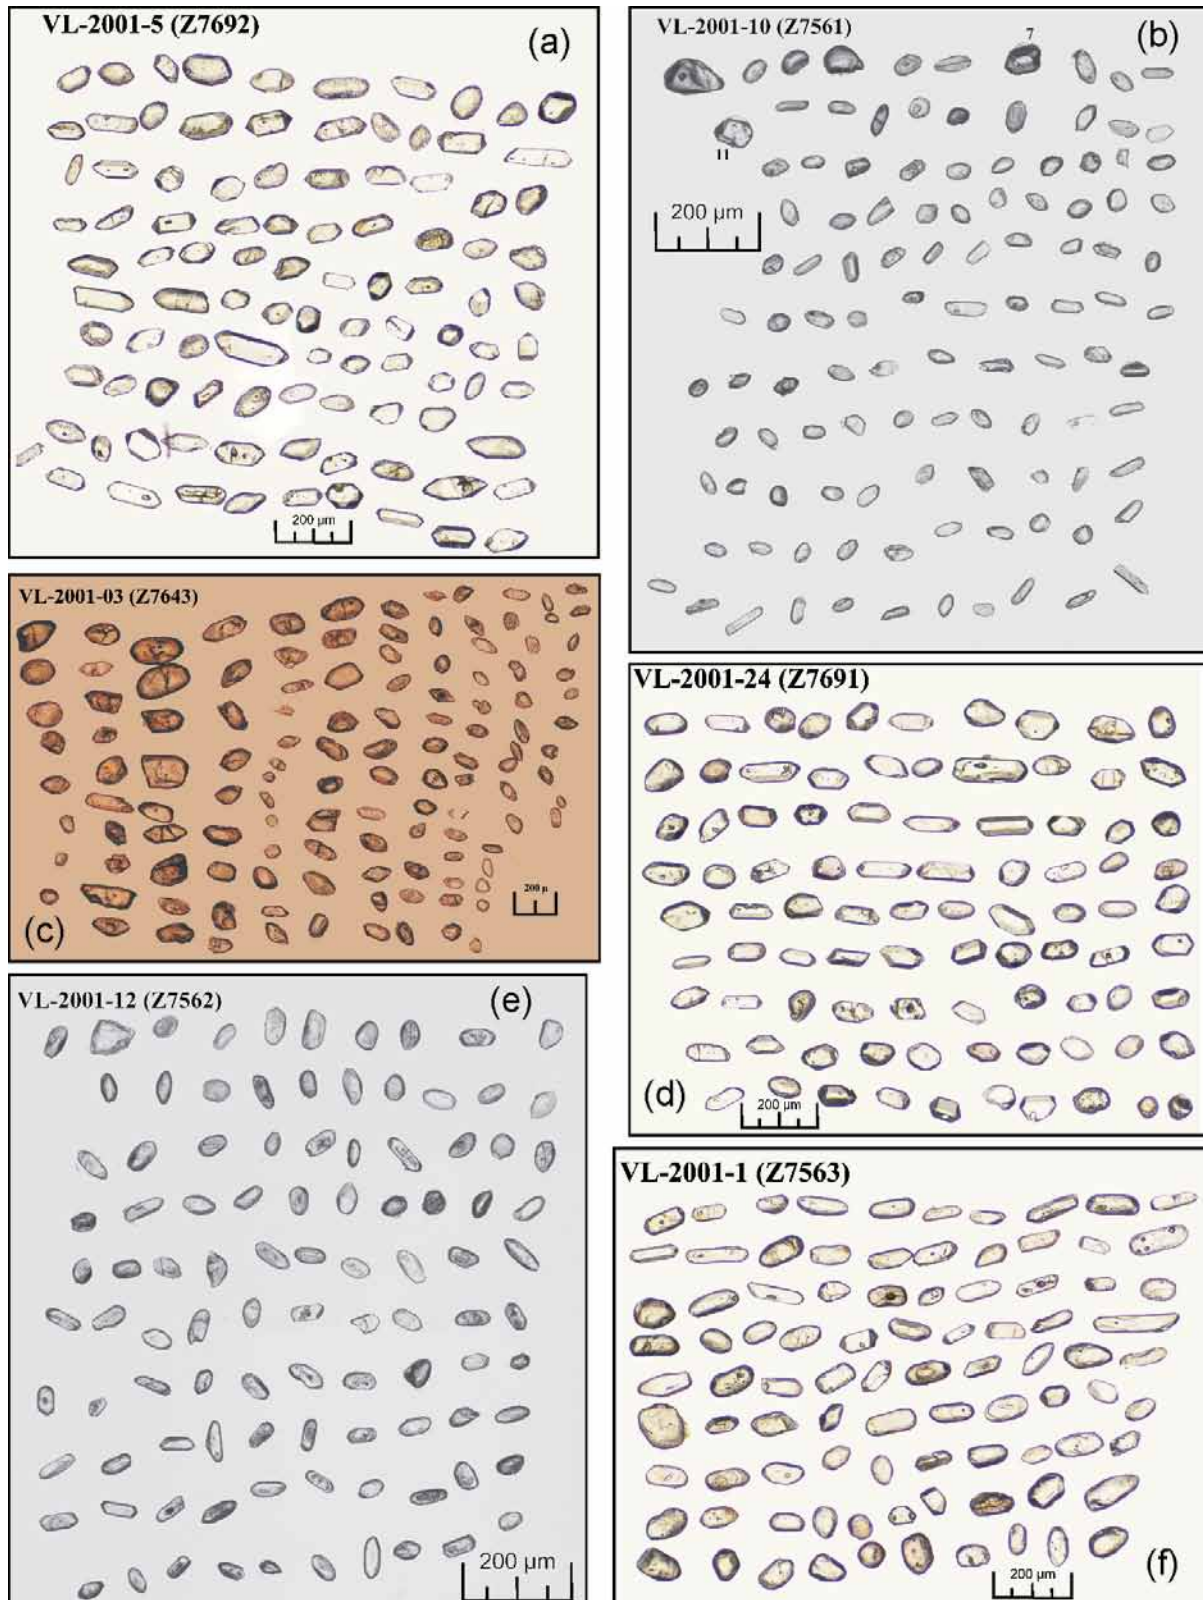 VL-2001-5 (Z7692)
(a)
200 µm
VL-2001-10 (Z7561)
(b)
7
11
200 µm
VL-2001-03 (Z7643)
(c)
200 µ
VL-2001-24 (Z7691)
(d)
200 µm
VL-2001-12 (Z7562)
(e)
200 µm
VL-2001-1 (Z7563)
(f)
200 µm